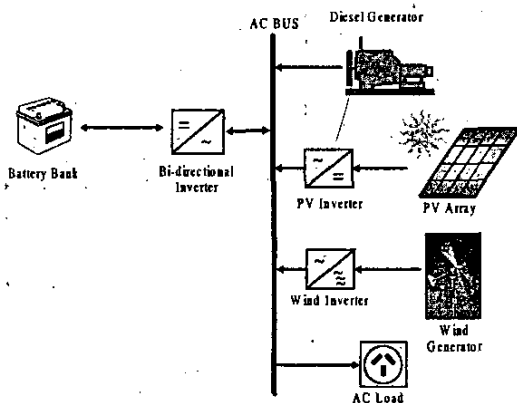 AC BUS
Diesel Generator
Battery Bank
Bi-directional
Inverter
PV Inverter
PV Array
Wind Inverter
Wind
Generator
AC Load